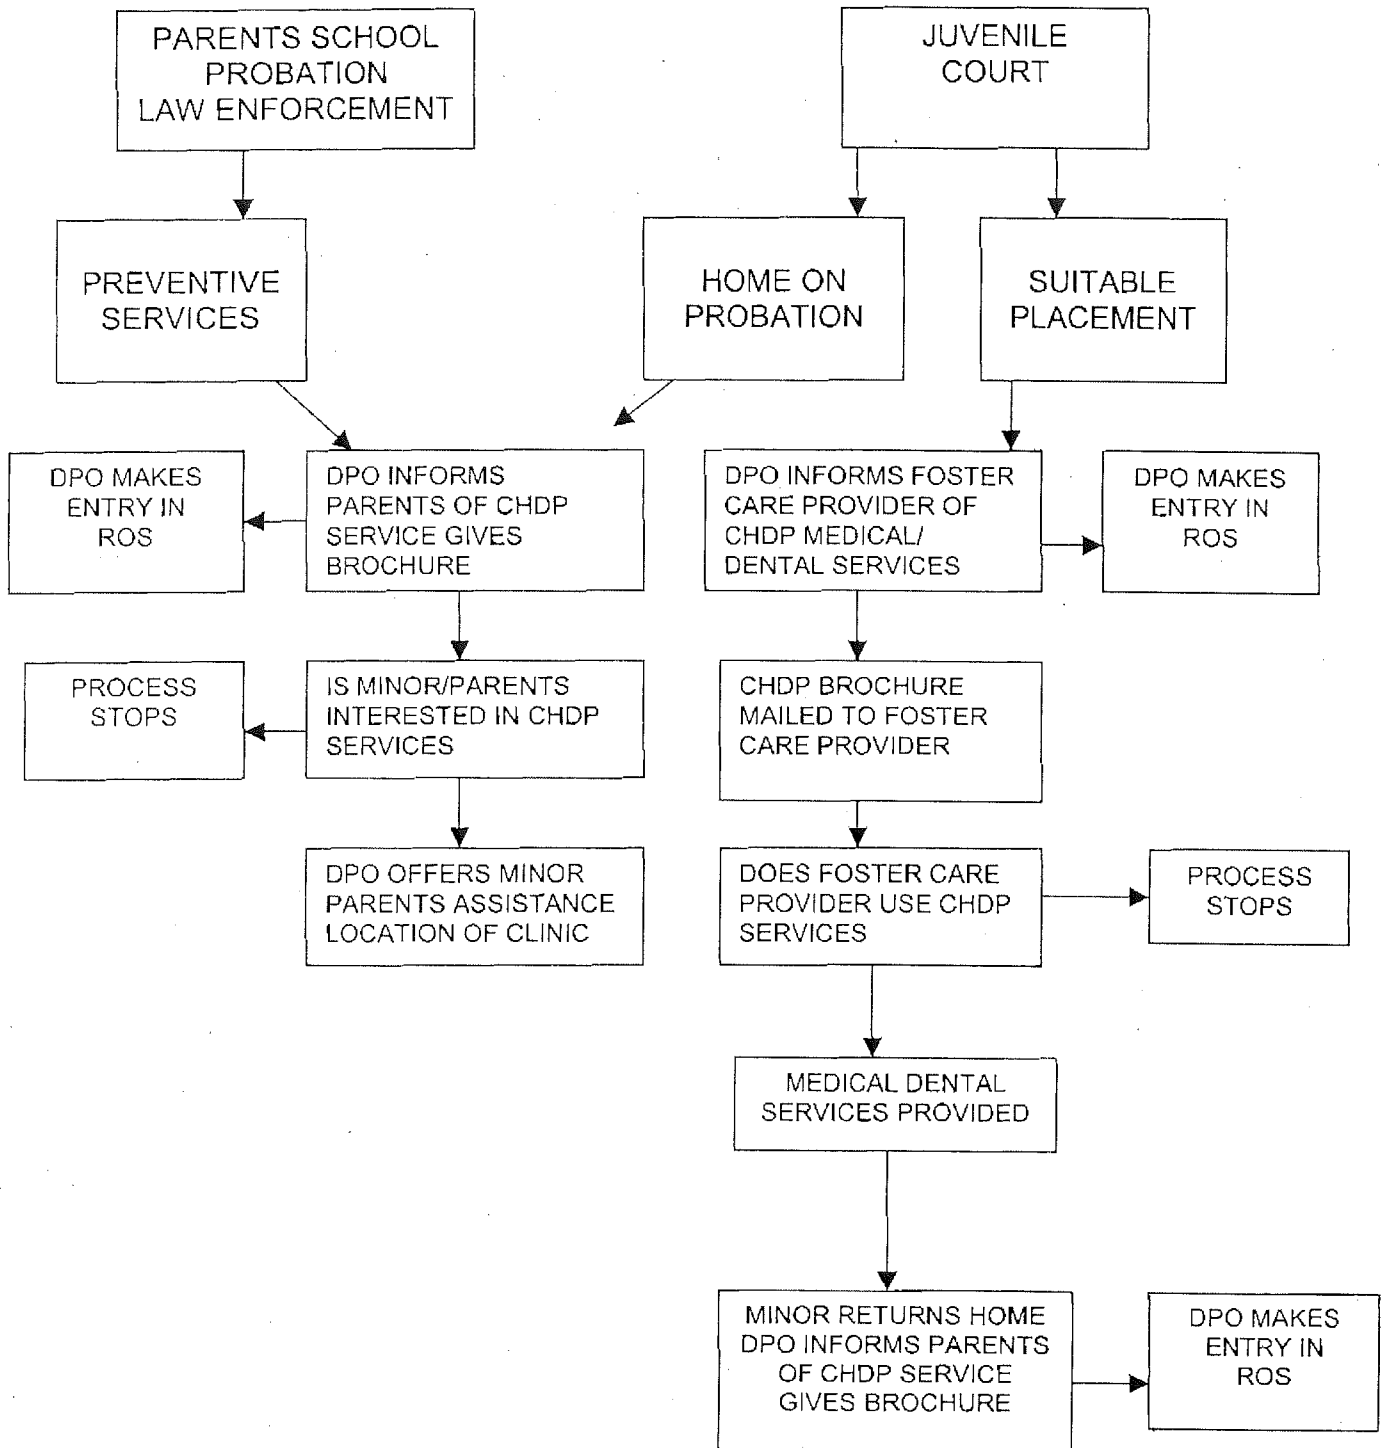 PARENTS SCHOOL
PROBATION
LAW ENFORCEMENT
JUVENILE
COURT
PREVENTIVE
SERVICES
HOME ON
PROBATION
SUITABLE
PLACEMENT
DPO MAKES
ENTRY IN
ROS
DPO INFORMS
PARENTS OF CHDP
SERVICE GIVES
BROCHURE
DPO INFORMS FOSTER
CARE PROVIDER OF
CHDP MEDICAL/
DENTAL SERVICES
DPO MAKES
ENTRY IN
ROS
PROCESS
STOPS
IS MINOR/PARENTS
INTERESTED IN CHDP
SERVICES
CHDP BROCHURE
MAILED TO FOSTER
CARE PROVIDER
DPO OFFERS MINOR
PARENTS ASSISTANCE
LOCATION OF CLINIC
DOES FOSTER CARE
PROVIDER USE CHDP
SERVICES
PROCESS
STOPS
MEDICAL DENTAL
SERVICES PROVIDED
MINOR RETURNS HOME
DPO INFORMS PARENTS
OF CHDP SERVICE
GIVES BROCHURE
DPO MAKES
ENTRY IN
ROS